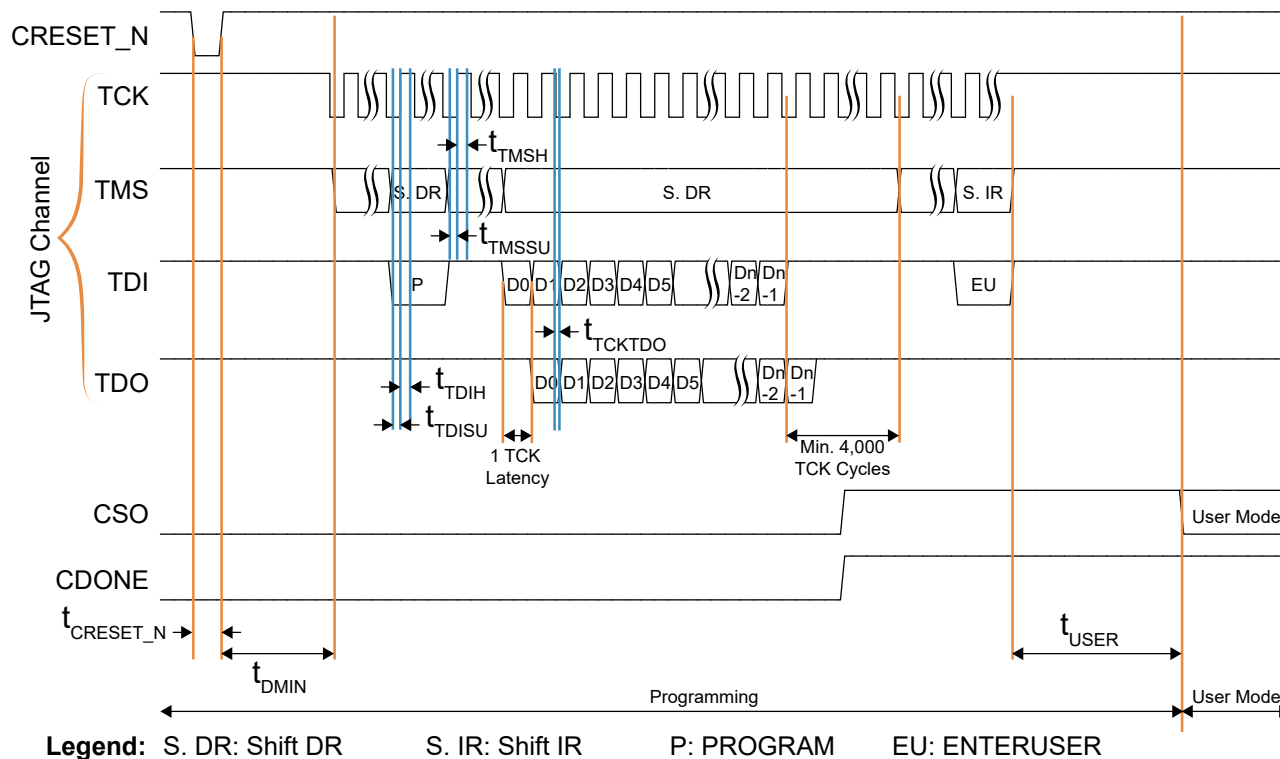 CRESET_N
TCK
tTMSH
TMS
S. DR
S. DR
S. IR
tTMSSU
TDI
P
D0 D1 D2 D3 D4 D5 Dn-2 Dn-1
EU
tTCKTDO
TDO
D0 D1 D2 D3 D4 D5 Dn-2 Dn-1
JTAG Channel
tTDIH
tTDISU
1 TCK
Latency
Min. 4,000
TCK Cycles
CSO
User Mode
CDONE
tCRESET_N
tDMIN
tUSER
Programming
User Mode
Legend: S. DR: Shift DR S. IR: Shift IR P: PROGRAM EU: ENTERUSER